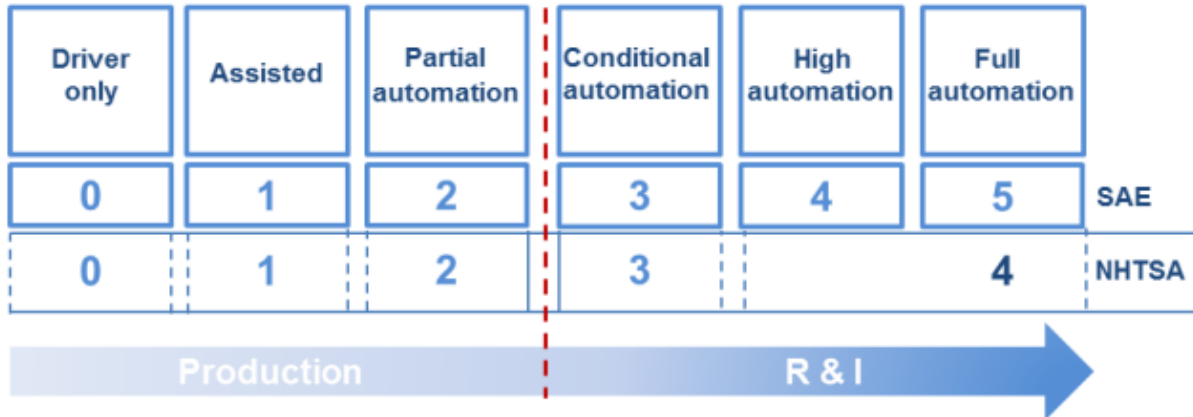 Driver
only
Assisted
Partial
automation
Conditional
automation
High
automation
Full
automation
0 1 2 3 4 5 SAE
0 1 2 3 4 NHTSA
Production R & I